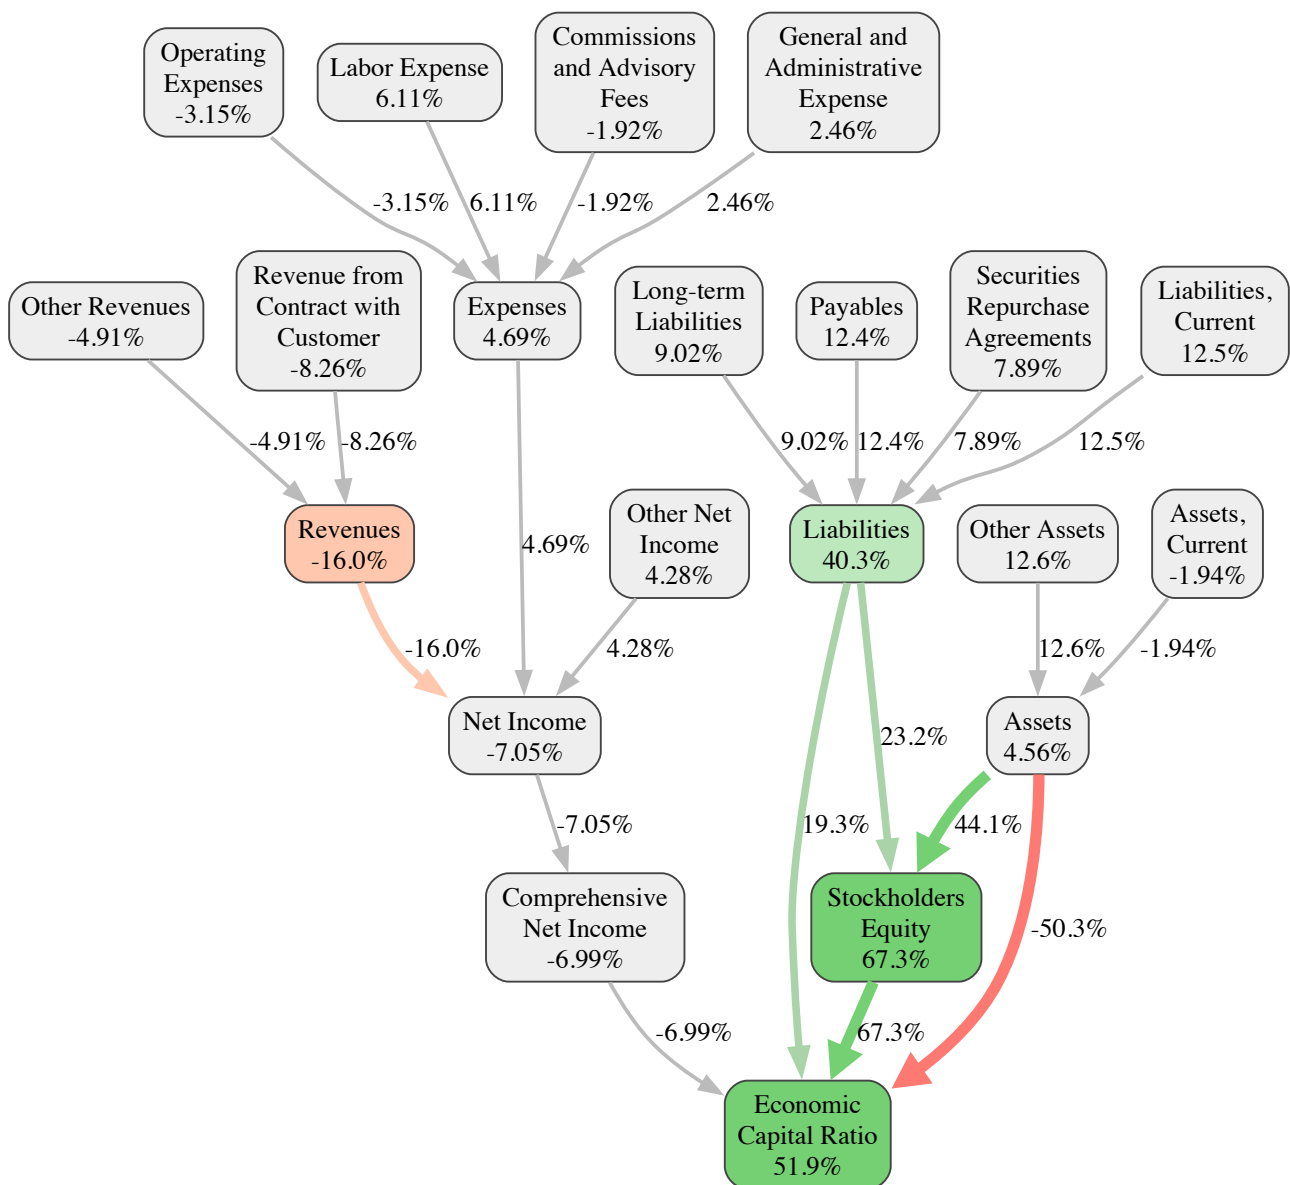 Operating
Expenses
-3.15%
Labor Expense
6.11%
Commissions
and Advisory
Fees
-1.92%
General and
Administrative
Expense
2.46%
-3.15%
6.11%
-1.92%
2.46%
Other Revenues
-4.91%
Revenue from
Contract with
Customer
-8.26%
Expenses
4.69%
Long-term
Liabilities
9.02%
Payables
12.4%
Securities
Repurchase
Agreements
7.89%
Liabilities,
Current
12.5%
-4.91%
-8.26%
9.02%
12.4%
7.89%
12.5%
Revenues
-16.0%
4.69%
Other Net
Income
4.28%
Liabilities
40.3%
Other Assets
12.6%
Assets,
Current
-1.94%
-16.0%
4.28%
12.6%
-1.94%
Net Income
-7.05%
23.2%
Assets
4.56%
-7.05%
19.3%
44.1%
Comprehensive
Net Income
-6.99%
Stockholders
Equity
67.3%
-50.3%
-6.99%
67.3%
Economic
Capital Ratio
51.9%